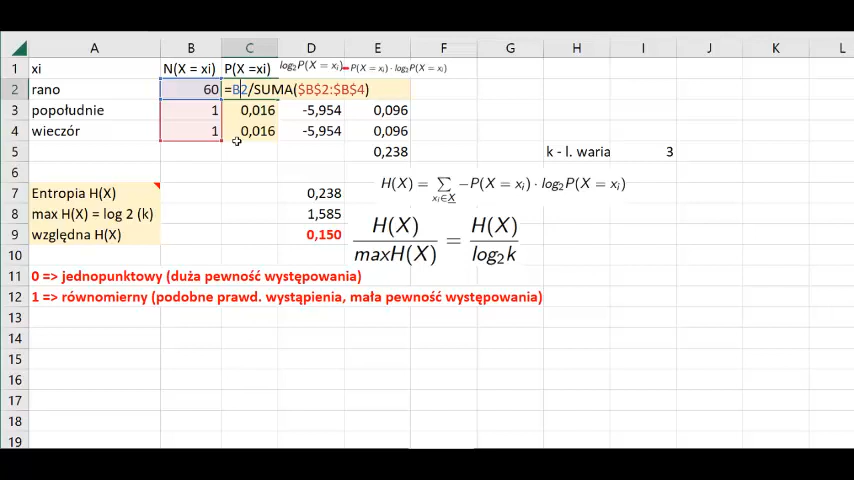 A B C D E F G H I J K L
1 xi N(X = xi) P(X =xi) log₂P(X = xᵢ) −P(X = xᵢ) · log₂P(X = xᵢ)
2 rano 60 =B2/SUMA($B$2:$B$4)
3 popołudnie 1 0,016 -5,954 0,096
4 wieczór 1 0,016 -5,954 0,096
5 0,238 k - l. waria 3
6 H(X) = ∑ xᵢ∈X −P(X = xᵢ) · log₂P(X = xᵢ)
7 Entropia H(X) 0,238
8 max H(X) = log 2 (k) 1,585
9 względna H(X) 0,150
H(X)/maxH(X) = H(X)/log₂k
10
11 0 => jednopunktowy (duża pewność występowania)
12 1 => równomierny (podobne prawd. wystąpienia, mała pewność występowania)
13
14
15
16
17
18
19